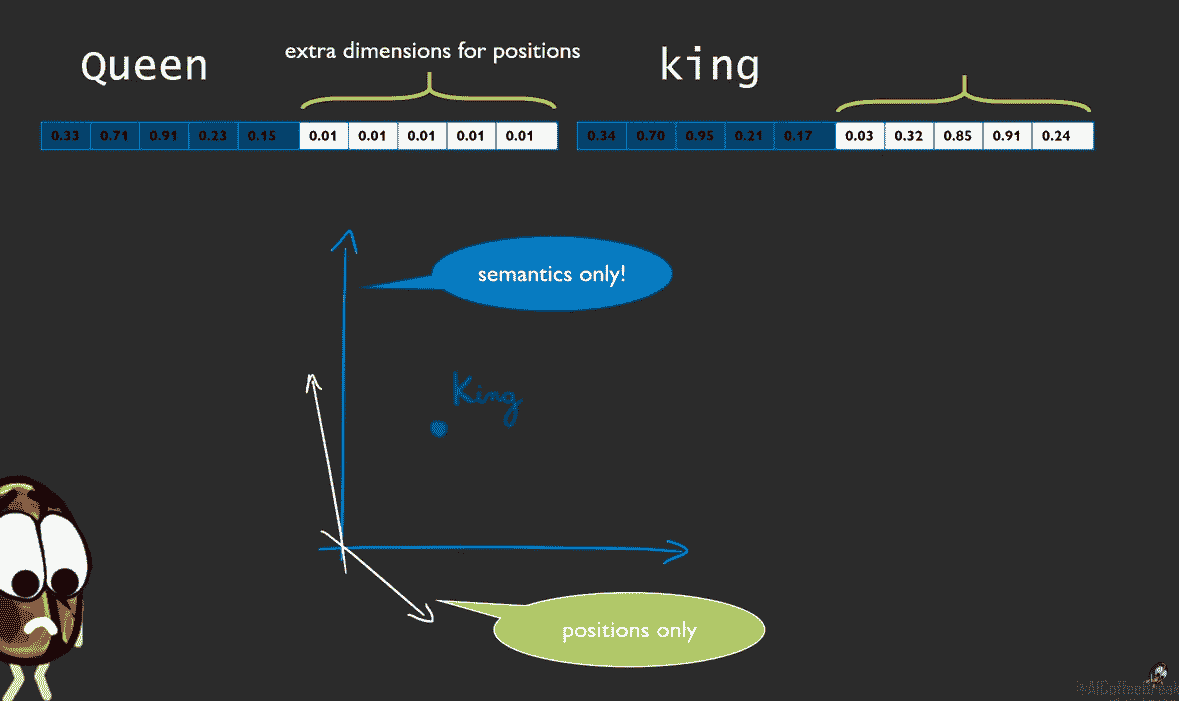 Queen
extra dimensions for positions
king
0.33 0.71 0.91 0.23 0.15 0.01 0.01 0.01 0.01 0.01
0.34 0.70 0.95 0.21 0.17 0.03 0.32 0.85 0.91 0.24
semantics only!
King
positions only